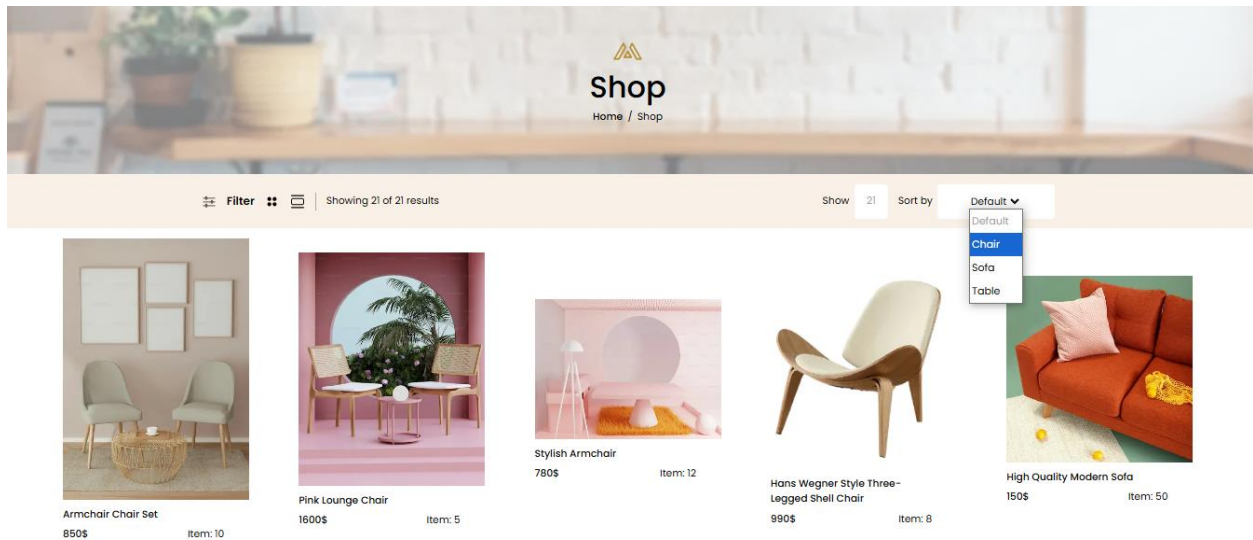 Shop
Home / Shop
Filter
Showing 21 of 21 results
Show 21 Sort by Default
Default
Chair
Sofa
Table
Armchair Chair Set
850$ Item: 10
Pink Lounge Chair
1600$ Item: 5
Stylish Armchair
780$ Item: 12
Hans Wegner Style Three-
Legged Shell Chair
990$ Item: 8
High Quality Modern Sofa
150$ Item: 50